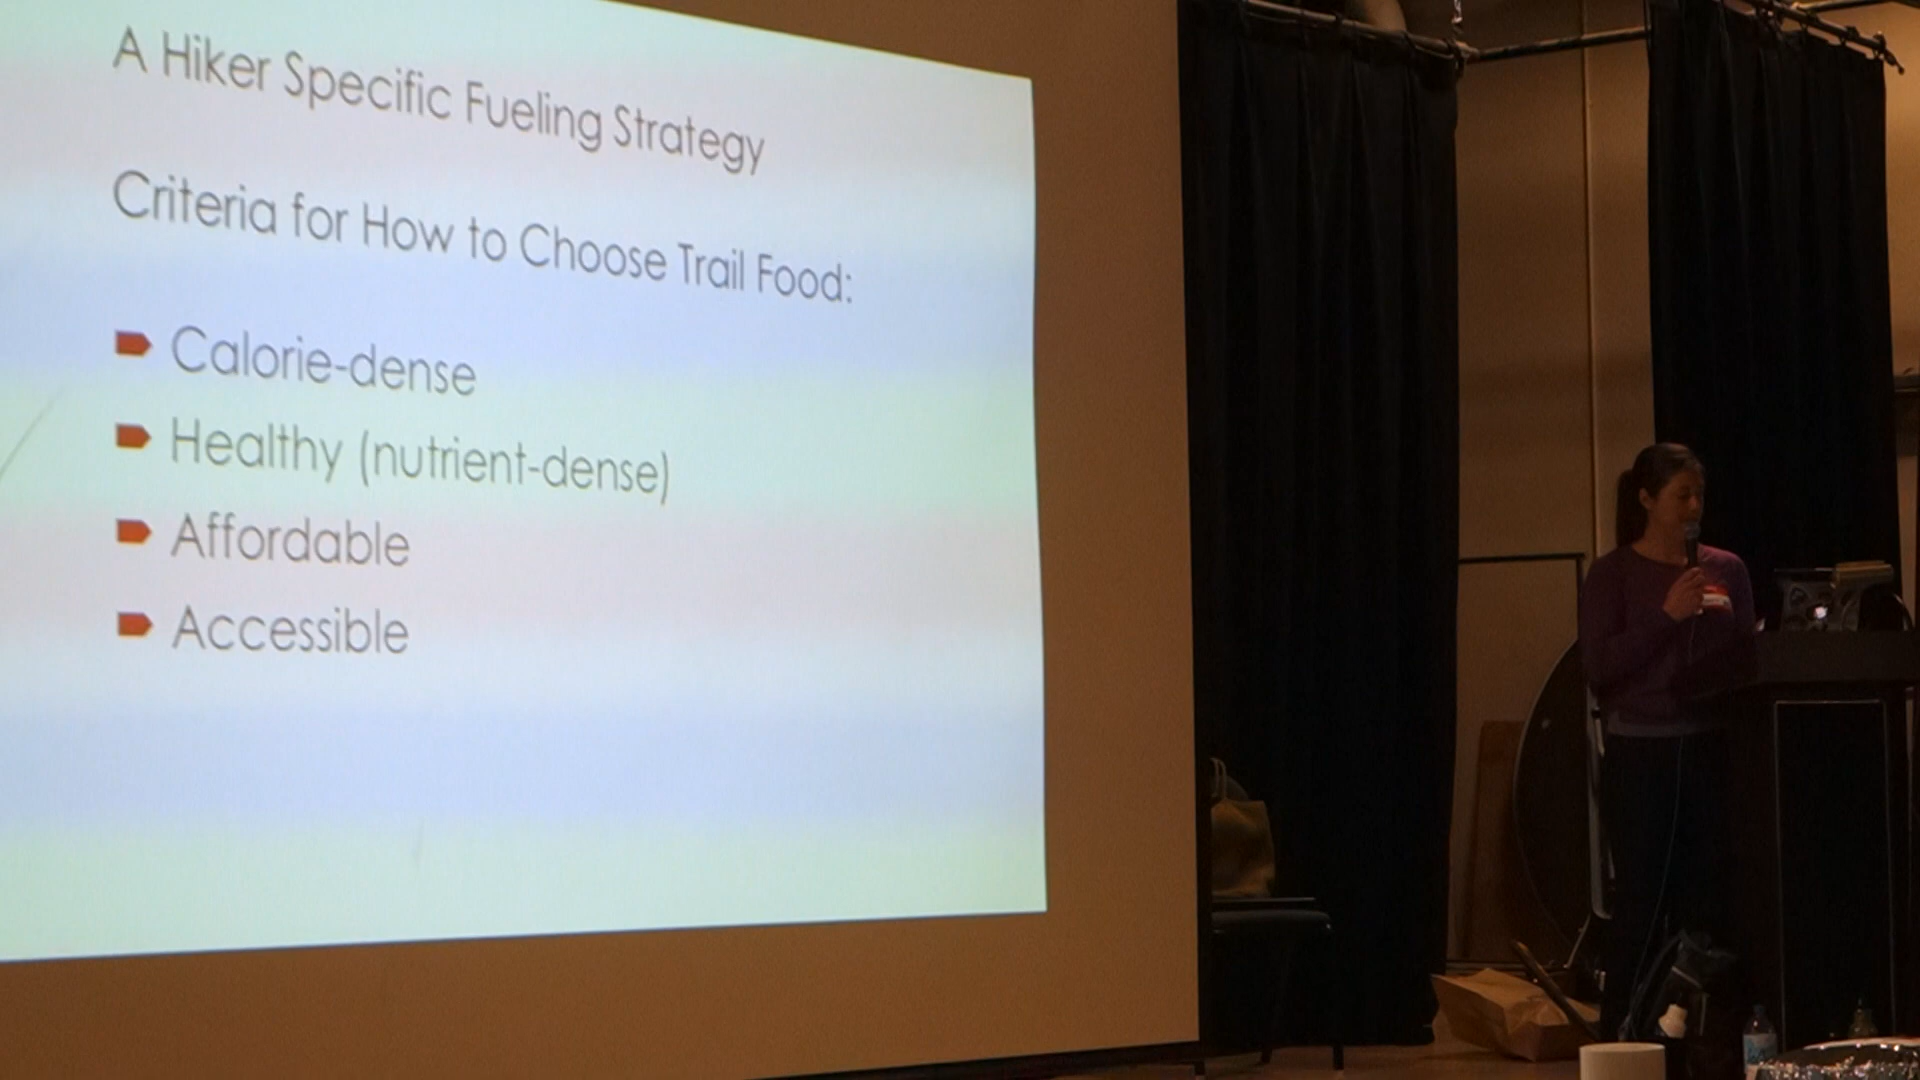 A Hiker Specific Fueling Strategy
Criteria for How to Choose Trail Food:
Calorie-dense
Healthy (nutrient-dense)
Affordable
Accessible